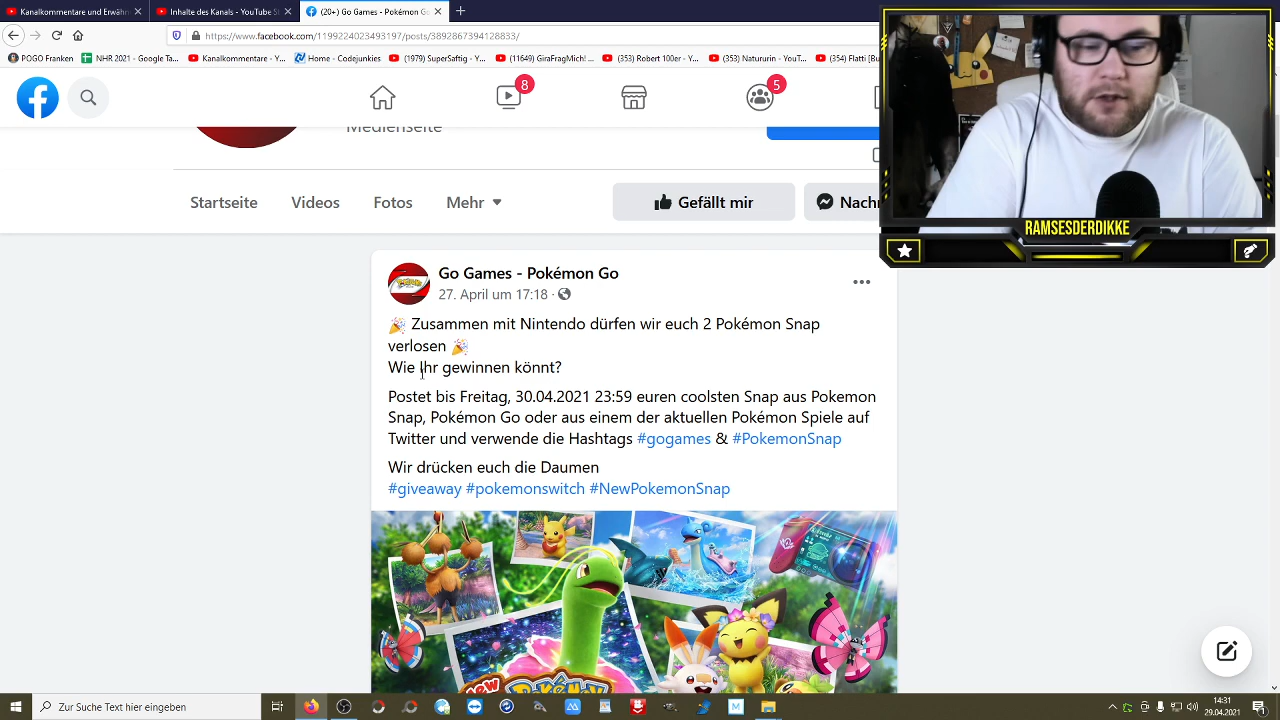 Kanalkommentare und Erwähn
Inhalte des Kanals - YouTube S
(20+) Go Games - Pokémon Go
https://www.facebook.com/1199224023493197/posts/3892867394128833/
POGO Franken
NHR 2021 - Google Ta...
Kanalkommentare - Y...
Home - Codejunkies
(1979) SuperSaftig - Y...
(11649) GiraFragMich! ...
(353) Robert 100er - Y...
(353) Natururin - YouT...
(354) Flatti [Bu
8
5
Medienseite
Startseite
Videos
Fotos
Mehr
Gefällt mir
Nachr
RAMSESDERDIKKE
Go Games - Pokémon Go
27. April um 17:18 ·
🎉 Zusammen mit Nintendo dürfen wir euch 2 Pokémon Snap
verlosen 🎉
Wie Ihr gewinnen könnt?
Postet bis Freitag, 30.04.2021 23:59 euren coolsten Snap aus Pokemon
Snap, Pokémon Go oder aus einem der aktuellen Pokémon Spiele auf
Twitter und verwende die Hashtags #gogames & #PokemonSnap
Wir drücken euch die Daumen
#giveaway #pokemonswitch #NewPokemonSnap
NEW Pokémon
Zur Suche Text hier eingeben
14:31
29.04.2021